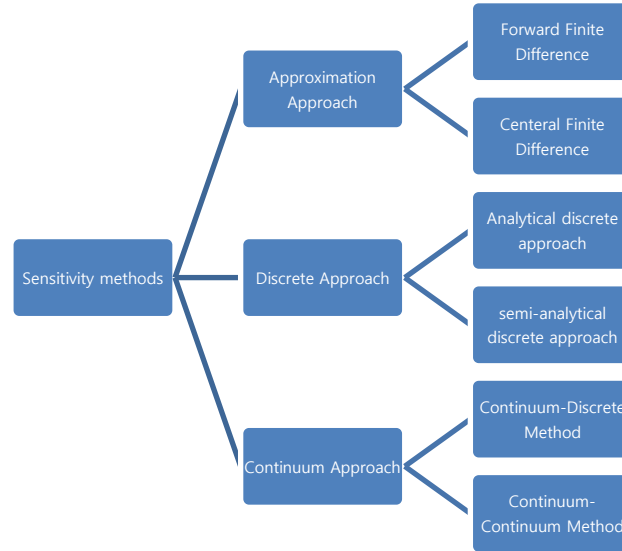 Forward Finite
Difference
Approximation
Approach
Centeral Finite
Difference
Analytical discrete
approach
Sensitivity methods
Discrete Approach
semi-analytical
discrete approach
Continuum-Discrete
Method
Continuum Approach
Continuum-
Continuum Method